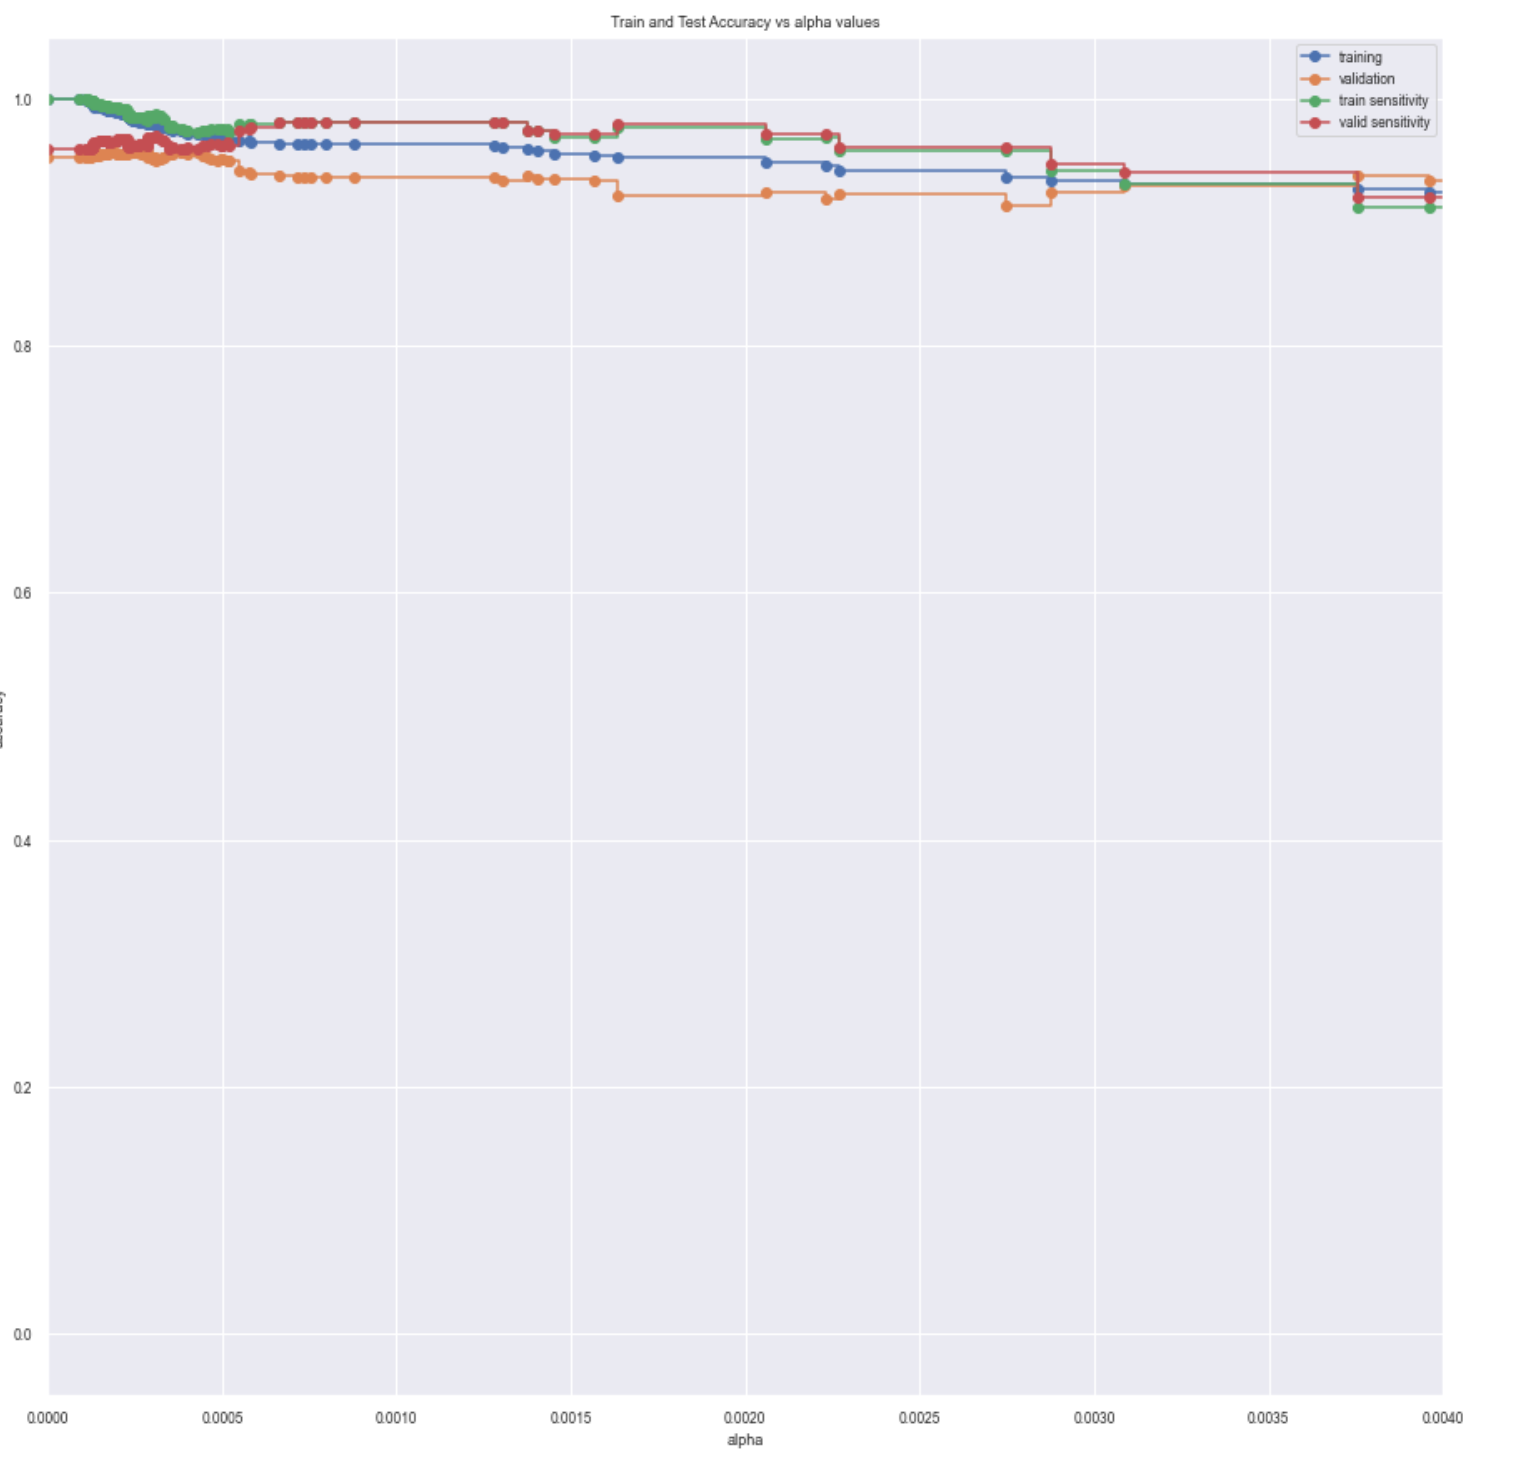 Train and Test Accuracy vs alpha values
training
validation
train sensitivity
valid sensitivity
1.0
0.8
0.6
0.4
0.2
0.0
0.0000 0.0005 0.0010 0.0015 0.0020 0.0025 0.0030 0.0035 0.0040
alpha